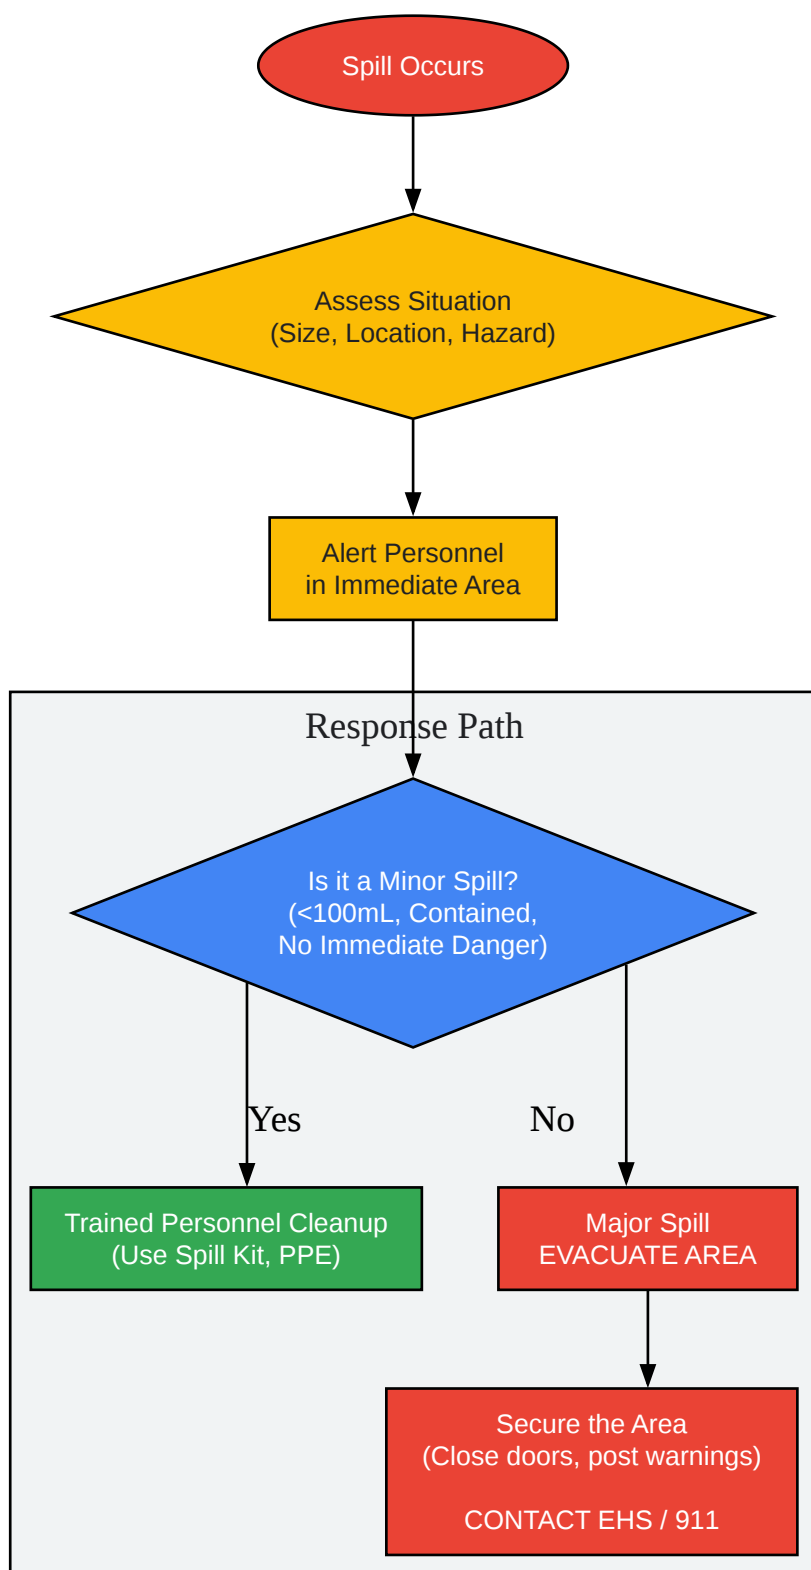 Spill Occurs
Assess Situation
(Size, Location, Hazard)
Alert Personnel
in Immediate Area
Response Path
Is it a Minor Spill?
(<100mL, Contained,
No Immediate Danger)
Yes
No
Trained Personnel Cleanup
(Use Spill Kit, PPE)
Major Spill
EVACUATE AREA
Secure the Area
(Close doors, post warnings)
CONTACT EHS / 911